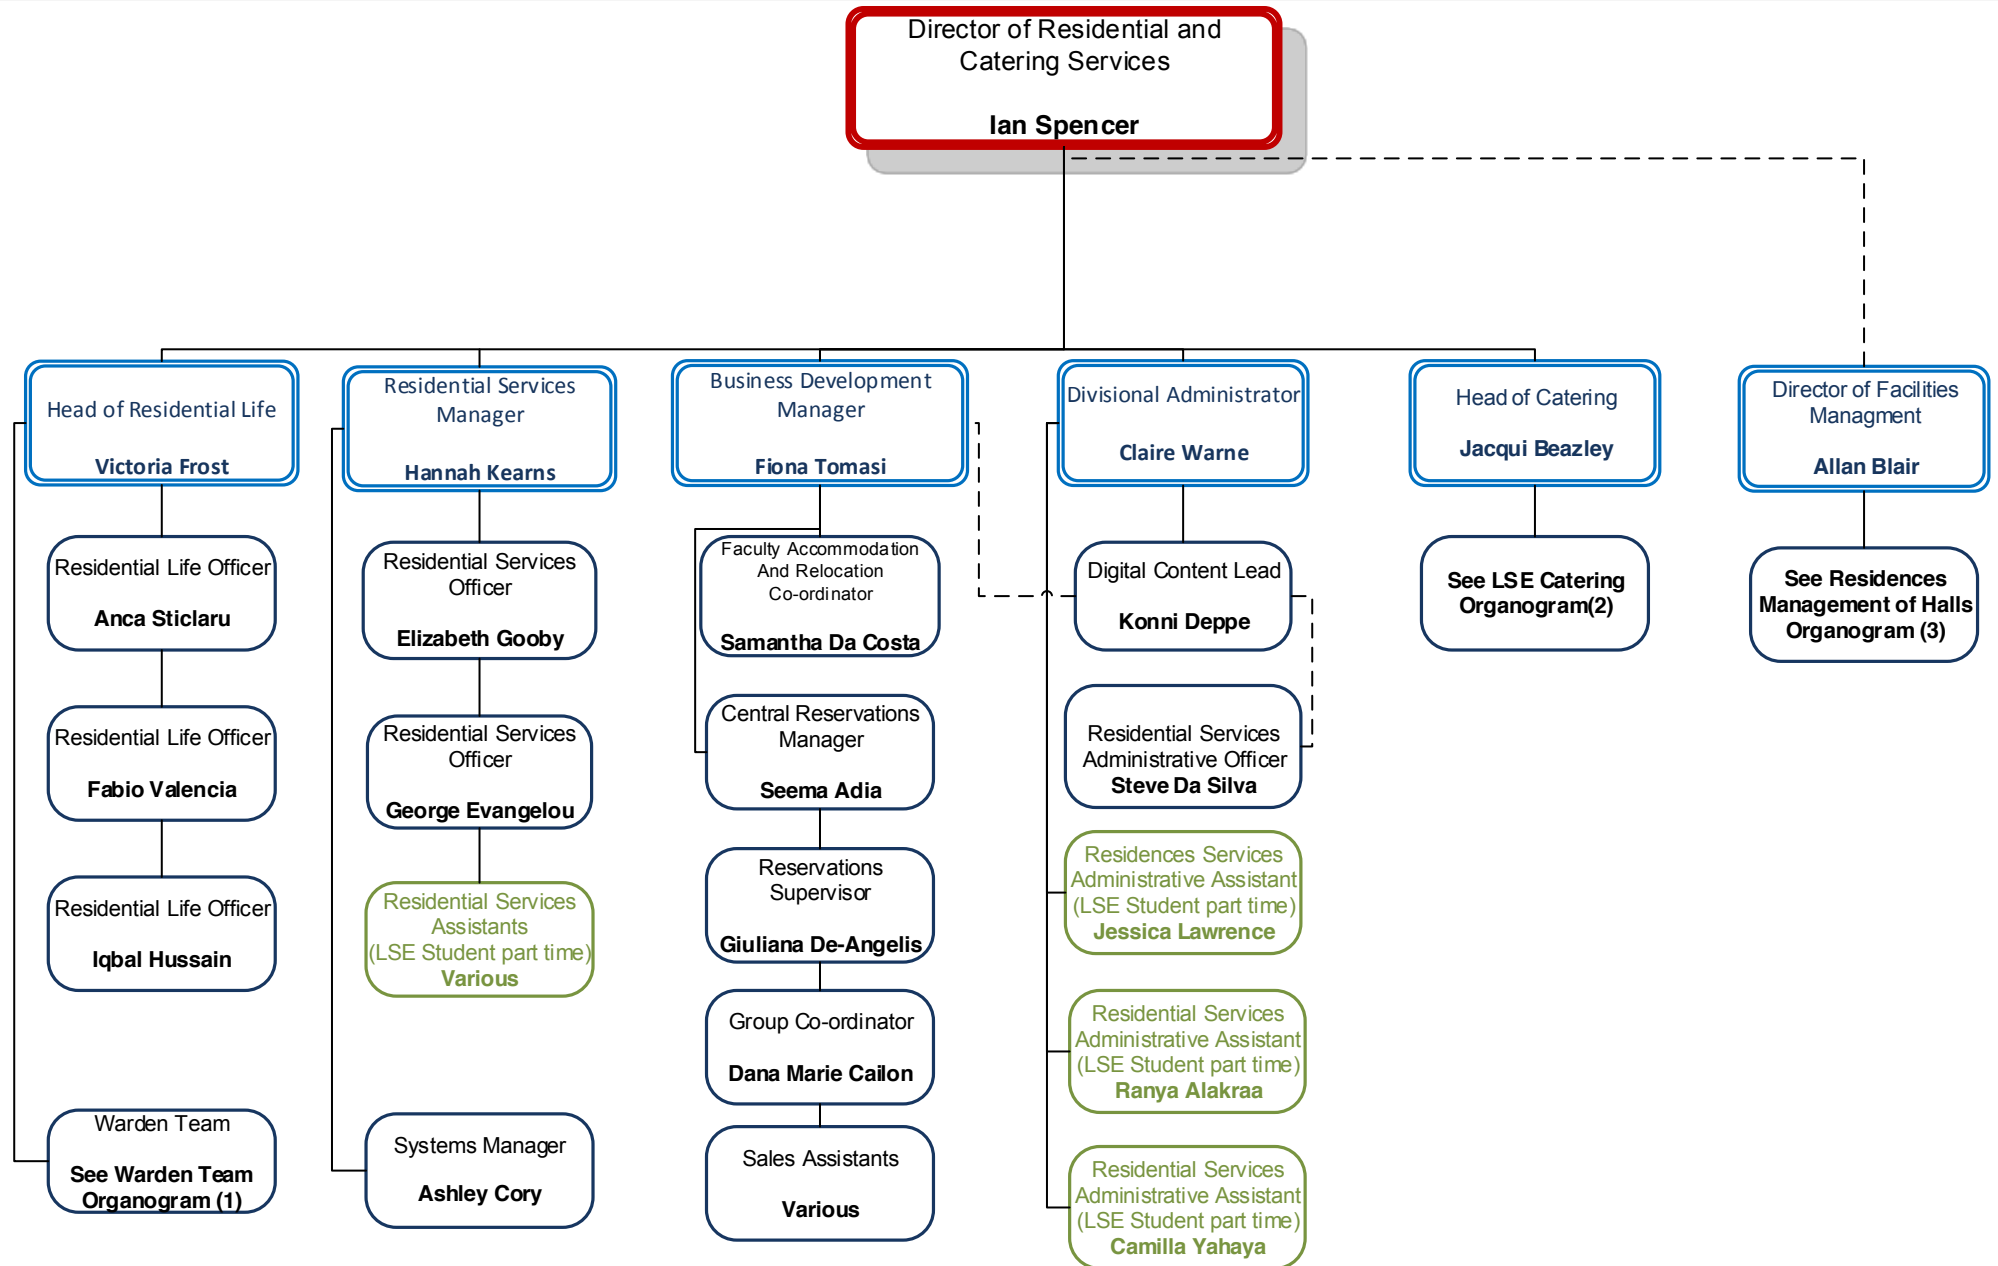 Director of Residential and
Catering Services
Ian Spencer
Head of Residential Life
Victoria Frost
Residential Services
Manager
Hannah Kearns
Business Development
Manager
Fiona Tomasi
Divisional Administrator
Claire Warne
Head of Catering
Jacqui Beazley
Director of Facilities
Managment
Allan Blair
Residential Life Officer
Anca Sticlaru
Residential Life Officer
Fabio Valencia
Residential Life Officer
Iqbal Hussain
Warden Team
See Warden Team
Organogram (1)
Residential Services
Officer
Elizabeth Gooby
Residential Services
Officer
George Evangelou
Residential Services
Assistants
(LSE Student part time)
Various
Systems Manager
Ashley Cory
Faculty Accommodation
And Relocation
Co-ordinator
Samantha Da Costa
Central Reservations
Manager
Seema Adia
Reservations
Supervisor
Giuliana De-Angelis
Group Co-ordinator
Dana Marie Cailon
Sales Assistants
Various
Digital Content Lead
Konni Deppe
Residential Services
Administrative Officer
Steve Da Silva
Residences Services
Administrative Assistant
(LSE Student part time)
Jessica Lawrence
Residential Services
Administrative Assistant
(LSE Student part time)
Ranya Alakraa
Residential Services
Administrative Assistant
(LSE Student part time)
Camilla Yahaya
See LSE Catering
Organogram(2)
See Residences
Management of Halls
Organogram (3)